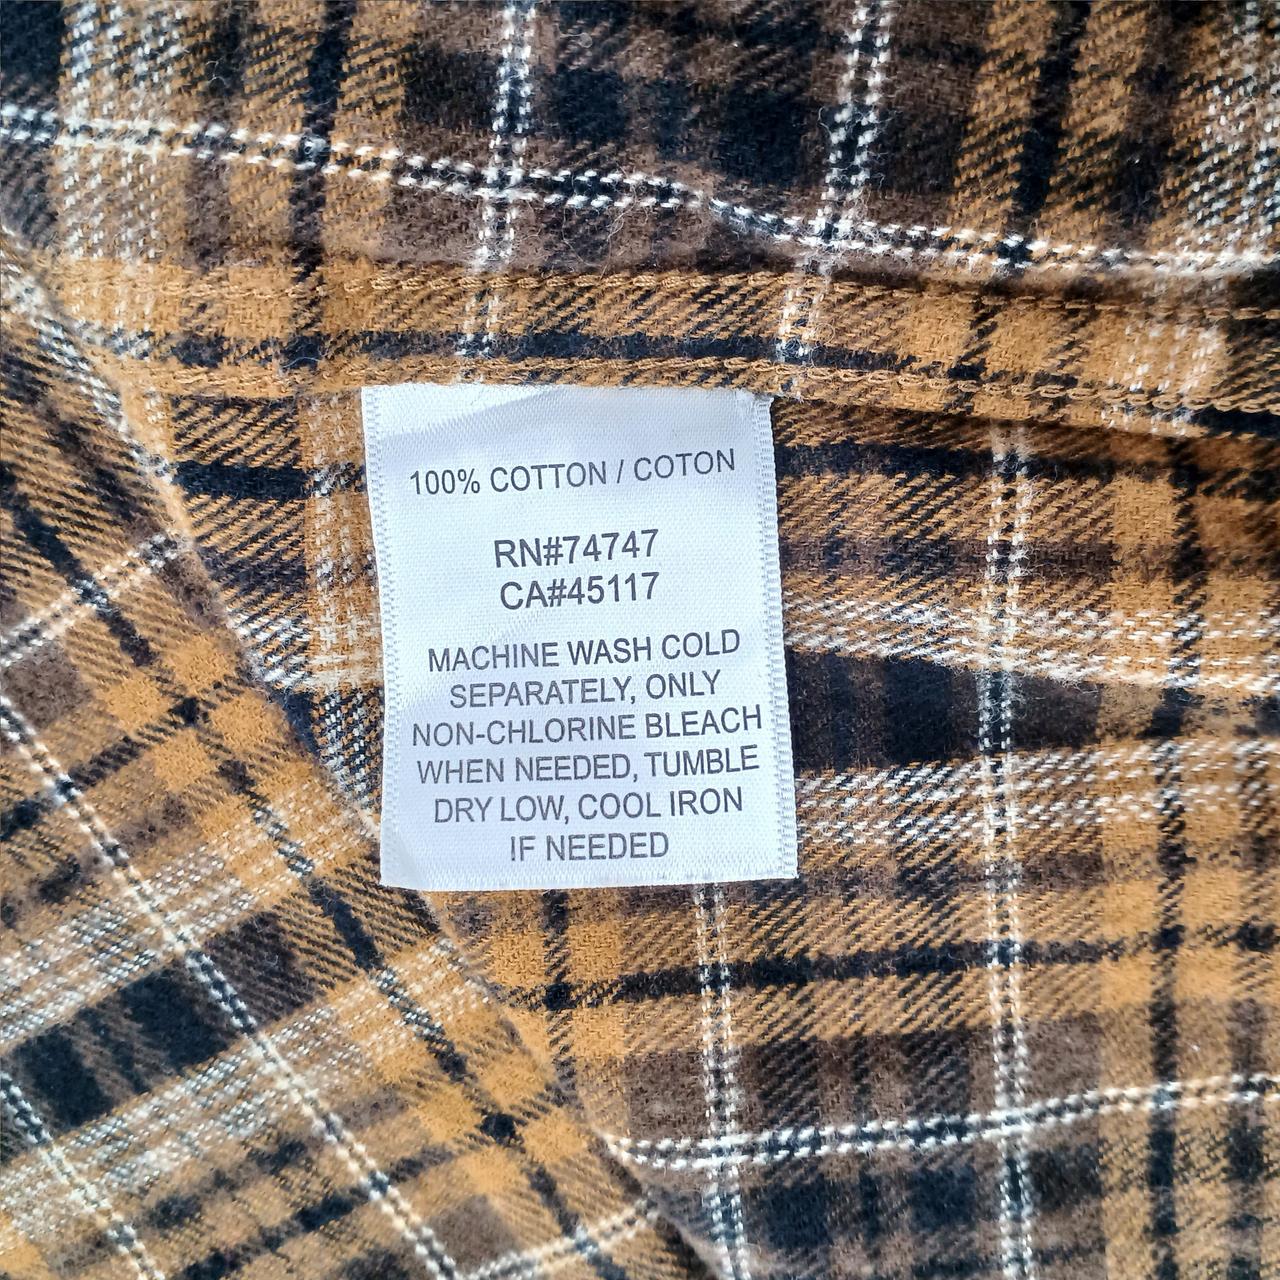 100% COTTON / COTON
RN#74747
CA#45117
MACHINE WASH COLD
SEPARATELY, ONLY
NON-CHLORINE BLEACH
WHEN NEEDED, TUMBLE
DRY LOW, COOL IRON
IF NEEDED